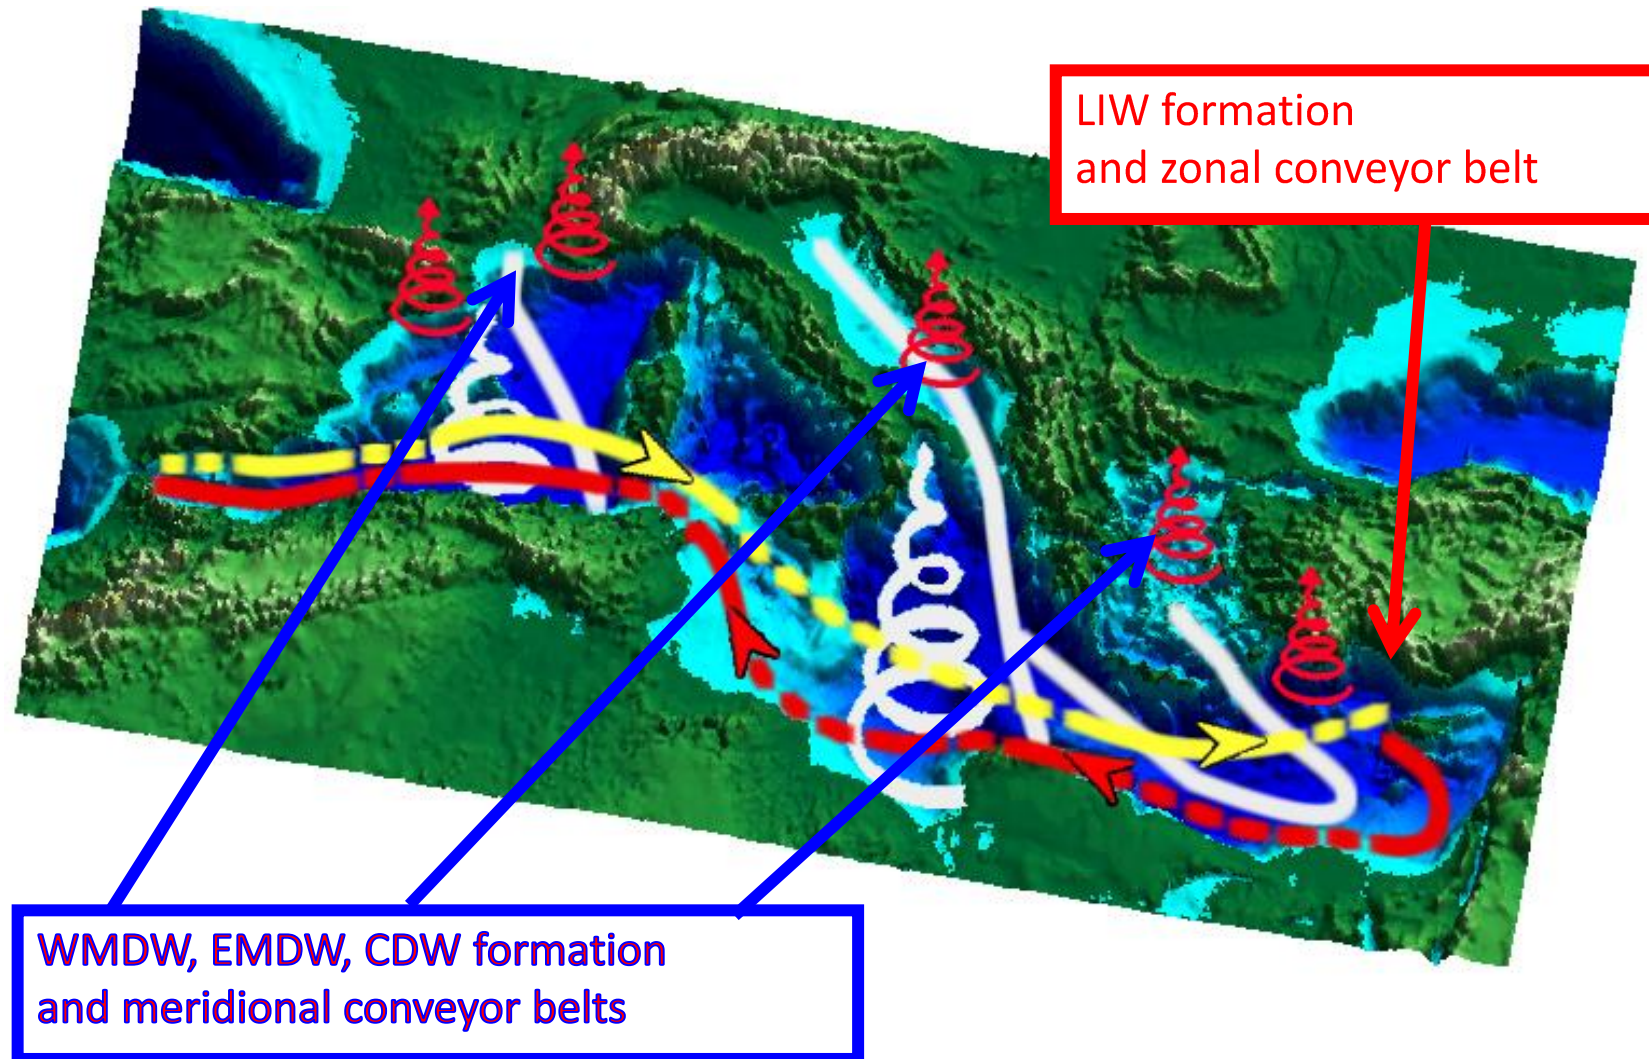 LIW formation
and zonal conveyor belt
WMDW, EMDW, CDW formation
and meridional conveyor belts